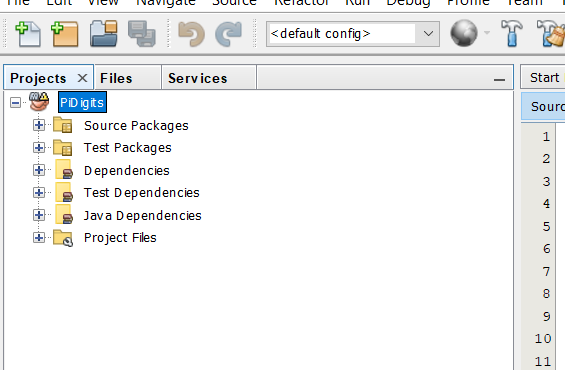 File Edit View Navigate Source Refactor Run Debug Profile Team
<default config>
Projects Files Services Start
PiDigits
Source Packages
Test Packages
Dependencies
Test Dependencies
Java Dependencies
Project Files
1
2
3
4
5
6
7
8
9
10
11